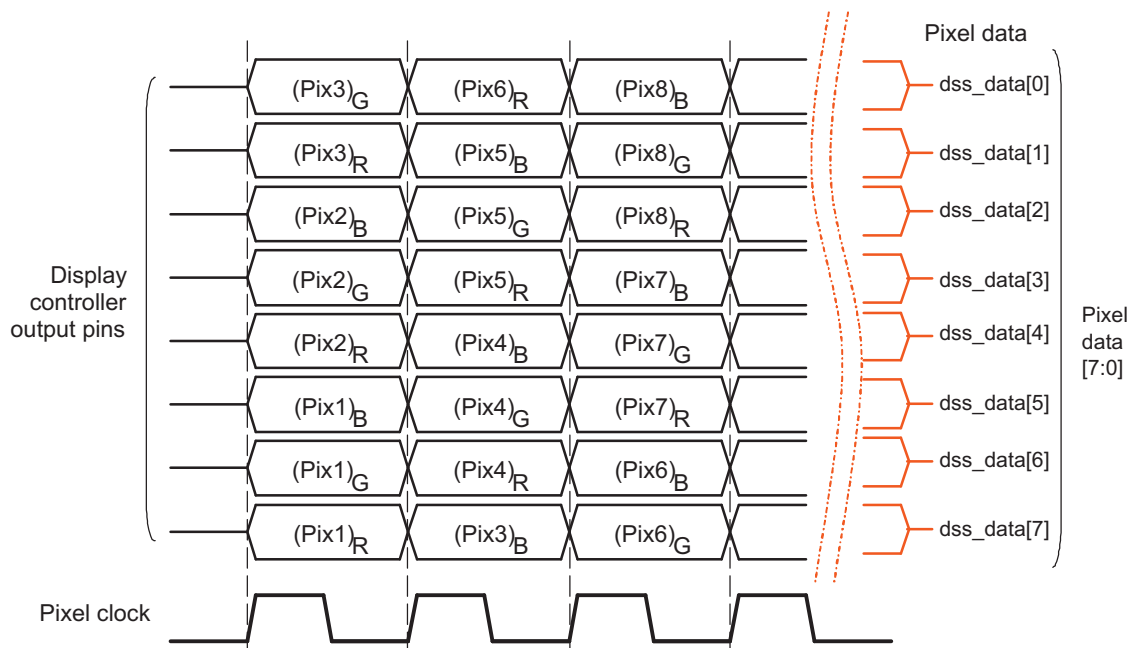 Pixel data
(Pix3)G (Pix6)R (Pix8)B dss_data[0]
(Pix3)R (Pix5)B (Pix8)G dss_data[1]
(Pix2)B (Pix5)G (Pix8)R dss_data[2]
(Pix2)G (Pix5)R (Pix7)B dss_data[3]
Display
controller
output pins
(Pix2)R (Pix4)B (Pix7)G dss_data[4]
Pixel
data
[7:0]
(Pix1)B (Pix4)G (Pix7)R dss_data[5]
(Pix1)G (Pix4)R (Pix6)B dss_data[6]
(Pix1)R (Pix3)B (Pix6)G dss_data[7]
Pixel clock